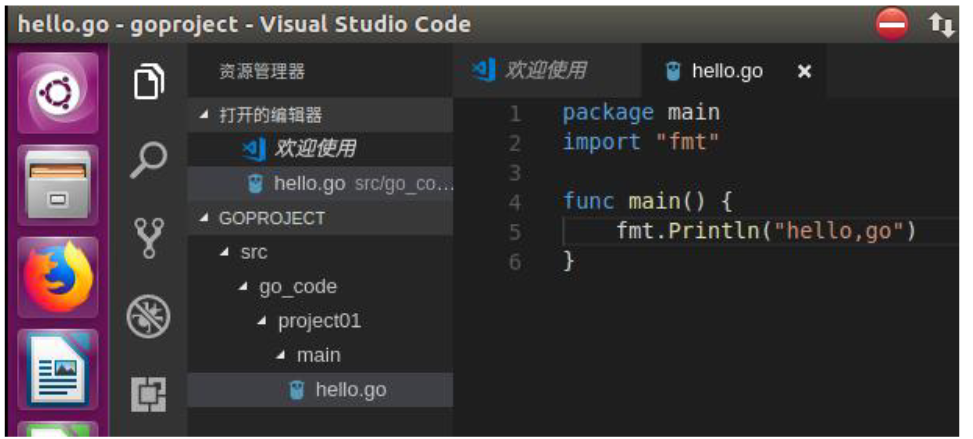 hello.go - goproject - Visual Studio Code
资源管理器
打开的编辑器
欢迎使用
hello.go src/go_co...
GOPROJECT
src
go_code
project01
main
hello.go
欢迎使用
hello.go ×
1 package main
2 import "fmt"
3
4 func main() {
5 fmt.Println("hello,go")
6 }